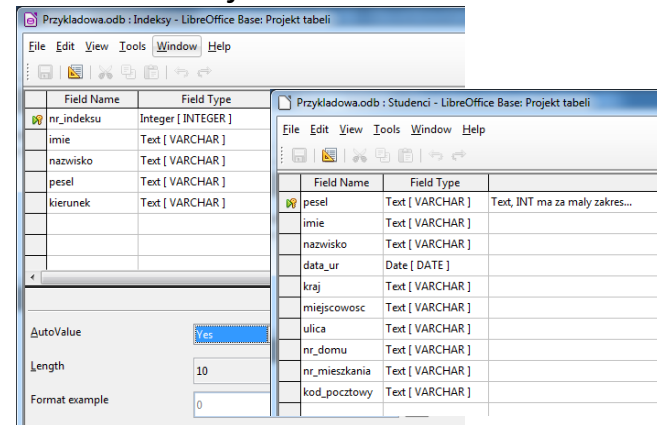 Przykladowa.odb : Indeksy - LibreOffice Base: Projekt tabeli
File Edit View Tools Window Help
Field Name Field Type
nr_indeksu Integer [ INTEGER ]
imie Text [ VARCHAR ]
nazwisko Text [ VARCHAR ]
pesel Text [ VARCHAR ]
kierunek Text [ VARCHAR ]
AutoValue Yes
Length 10
Format example 0
Przykladowa.odb : Studenci - LibreOffice Base: Projekt tabeli
File Edit View Tools Window Help
Field Name Field Type
pesel Text [ VARCHAR ] Text, INT ma za maly zakres...
imie Text [ VARCHAR ]
nazwisko Text [ VARCHAR ]
data_ur Date [ DATE ]
kraj Text [ VARCHAR ]
miejscowosc Text [ VARCHAR ]
ulica Text [ VARCHAR ]
nr_domu Text [ VARCHAR ]
nr_mieszkania Text [ VARCHAR ]
kod_pocztowy Text [ VARCHAR ]